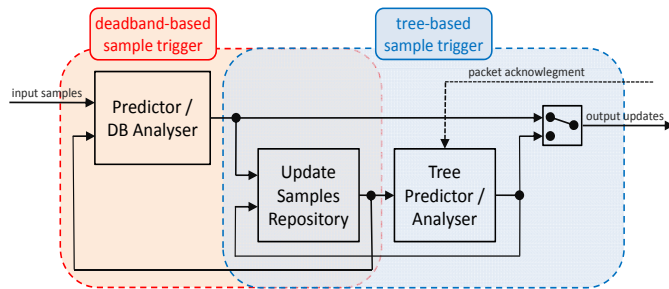 deadband-based
sample trigger
tree-based
sample trigger
input samples
packet acknowlegment
Predictor /
DB Analyser
output updates
Update
Samples
Repository
Tree
Predictor /
Analyser